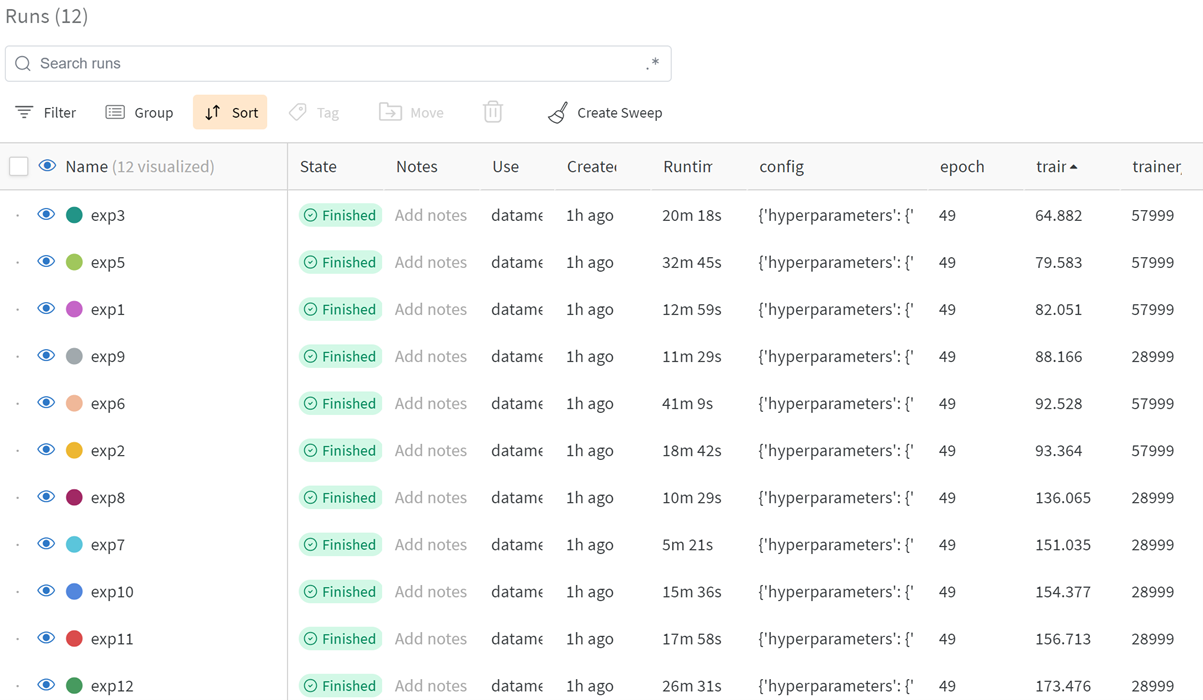 Runs (12)
Search runs .*
Filter Group Sort Tag Move Create Sweep
Name (12 visualized) State Notes Use Create Runtim config epoch trair trainer
exp3 Finished Add notes datame 1h ago 20m 18s {'hyperparameters': {' 49 64.882 57999
exp5 Finished Add notes datame 1h ago 32m 45s {'hyperparameters': {' 49 79.583 57999
exp1 Finished Add notes datame 1h ago 12m 59s {'hyperparameters': {' 49 82.051 57999
exp9 Finished Add notes datame 1h ago 11m 29s {'hyperparameters': {' 49 88.166 28999
exp6 Finished Add notes datame 1h ago 41m 9s {'hyperparameters': {' 49 92.528 57999
exp2 Finished Add notes datame 1h ago 18m 42s {'hyperparameters': {' 49 93.364 57999
exp8 Finished Add notes datame 1h ago 10m 29s {'hyperparameters': {' 49 136.065 28999
exp7 Finished Add notes datame 1h ago 5m 21s {'hyperparameters': {' 49 151.035 28999
exp10 Finished Add notes datame 1h ago 15m 36s {'hyperparameters': {' 49 154.377 28999
exp11 Finished Add notes datame 1h ago 17m 58s {'hyperparameters': {' 49 156.713 28999
exp12 Finished Add notes datame 1h ago 26m 31s {'hyperparameters': {' 49 173.476 28999